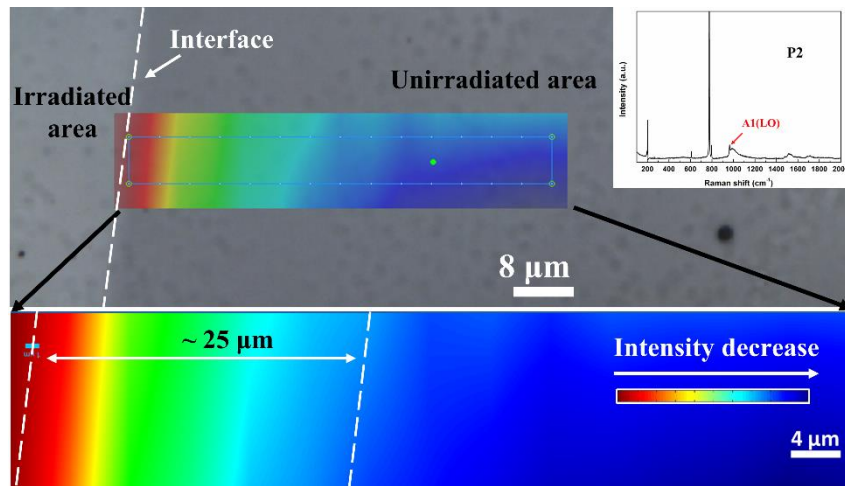 Interface
Irradiated
area
Unirradiated area
8 μm
P2
A1(LO)
Intensity (a.u.)
200 400 600 800 1000 1200 1400 1600 1800 200
Raman shift (cm-1)
~ 25 μm
Intensity decrease
4 μm